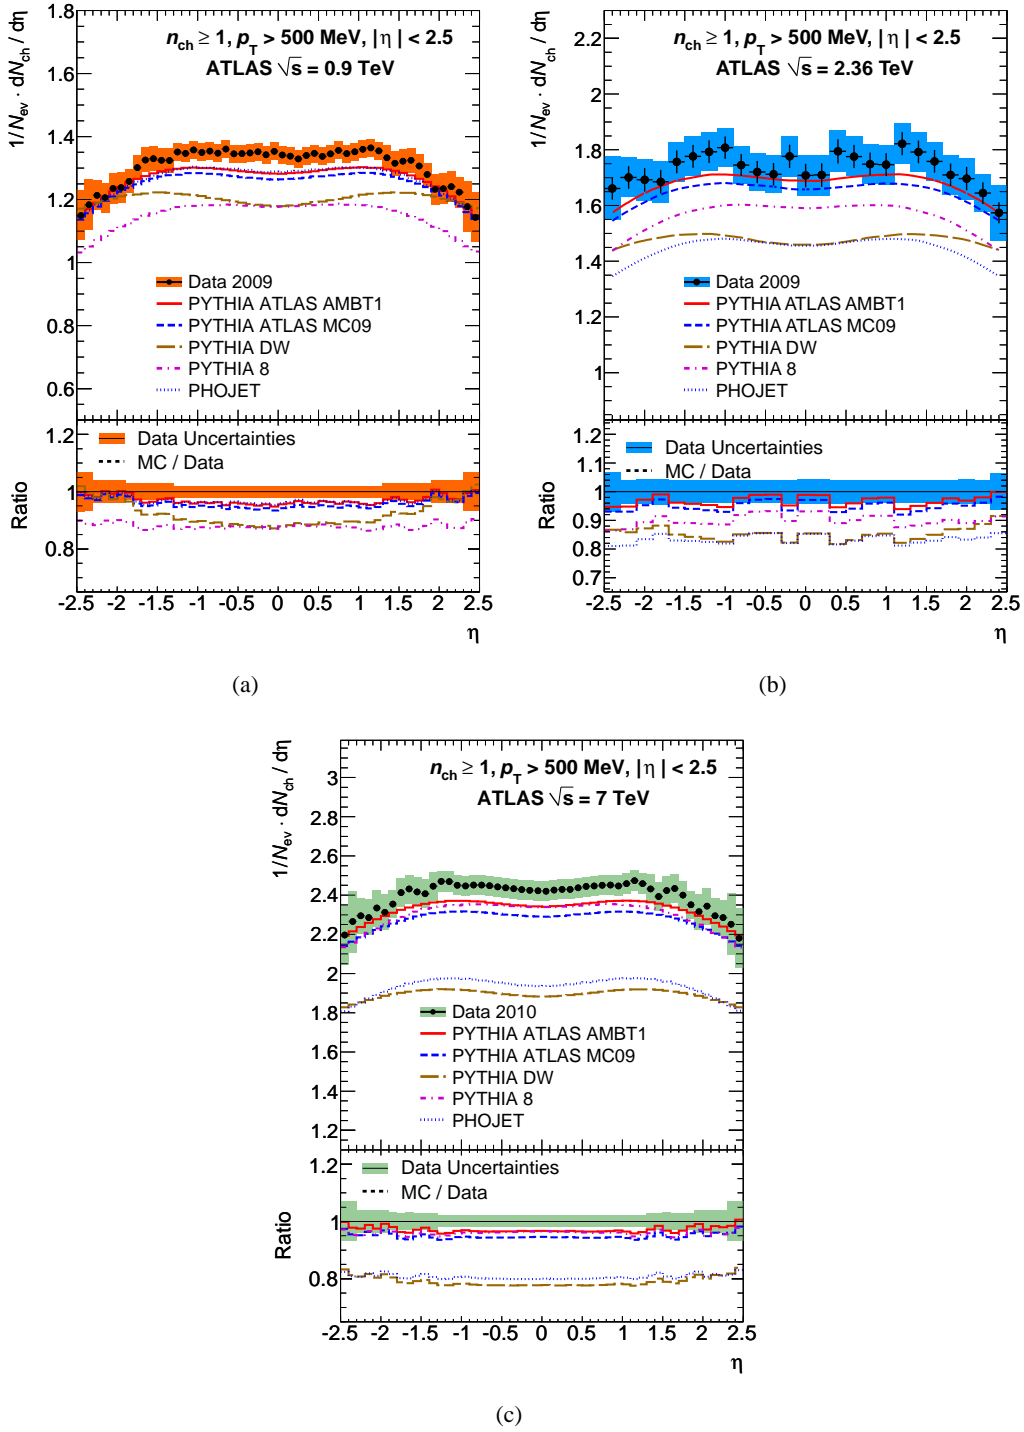 n_ch ≥ 1, p_T > 500 MeV, | η | < 2.5
ATLAS √s = 0.9 TeV
1/N_ev · dN_ch / dη
1.8
1.6
1.4
1.2
1
0.8
0.6
Data 2009
PYTHIA ATLAS AMBT1
PYTHIA ATLAS MC09
PYTHIA DW
PYTHIA 8
PHOJET
Ratio
1.2
1
0.8
Data Uncertainties
MC / Data
-2.5 -2 -1.5 -1 -0.5 0 0.5 1 1.5 2 2.5
η
(a)
n_ch ≥ 1, p_T > 500 MeV, | η | < 2.5
ATLAS √s = 2.36 TeV
1/N_ev · dN_ch / dη
2.2
2
1.8
1.6
1.4
1.2
1
Data 2009
PYTHIA ATLAS AMBT1
PYTHIA ATLAS MC09
PYTHIA DW
PYTHIA 8
PHOJET
Ratio
1.2
1.1
1
0.9
0.8
0.7
Data Uncertainties
MC / Data
-2.5 -2 -1.5 -1 -0.5 0 0.5 1 1.5 2 2.5
η
(b)
n_ch ≥ 1, p_T > 500 MeV, | η | < 2.5
ATLAS √s = 7 TeV
1/N_ev · dN_ch / dη
3
2.8
2.6
2.4
2.2
2
1.8
1.6
1.4
1.2
Data 2010
PYTHIA ATLAS AMBT1
PYTHIA ATLAS MC09
PYTHIA DW
PYTHIA 8
PHOJET
Ratio
1.2
1
0.8
Data Uncertainties
MC / Data
-2.5 -2 -1.5 -1 -0.5 0 0.5 1 1.5 2 2.5
η
(c)